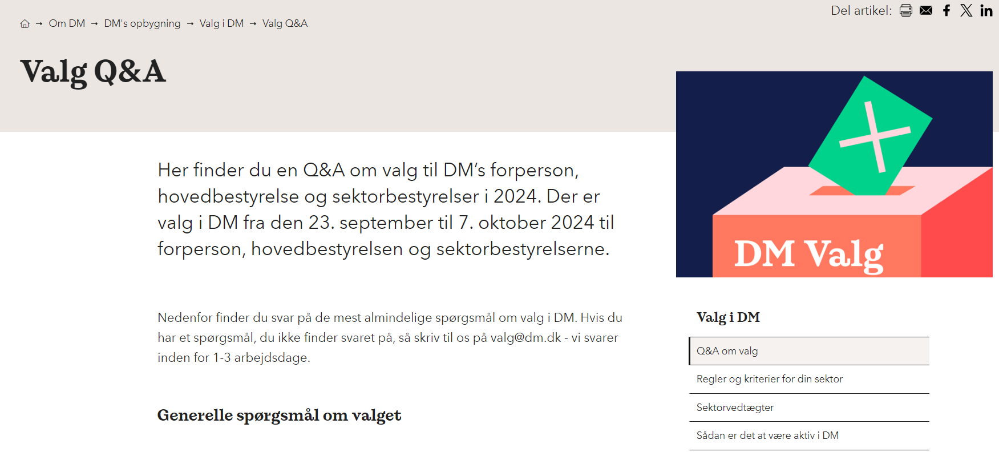 Del artikel:
Om DM → DM's opbygning → Valg i DM → Valg Q&A
Valg Q&A
Her finder du en Q&A om valg til DM’s forperson,
hovedbestyrelse og sektorbestyrelser i 2024. Der er
valg i DM fra den 23. september til 7. oktober 2024 til
forperson, hovedbestyrelsen og sektorbestyrelserne.
DM Valg
Nedenfor finder du svar på de mest almindelige spørgsmål om valg i DM. Hvis du
har et spørgsmål, du ikke finder svaret på, så skriv til os på valg@dm.dk - vi svarer
inden for 1-3 arbejdsdage.
Generelle spørgsmål om valget
Valg i DM
Q&A om valg
Regler og kriterier for din sektor
Sektorvedtægter
Sådan er det at være aktiv i DM